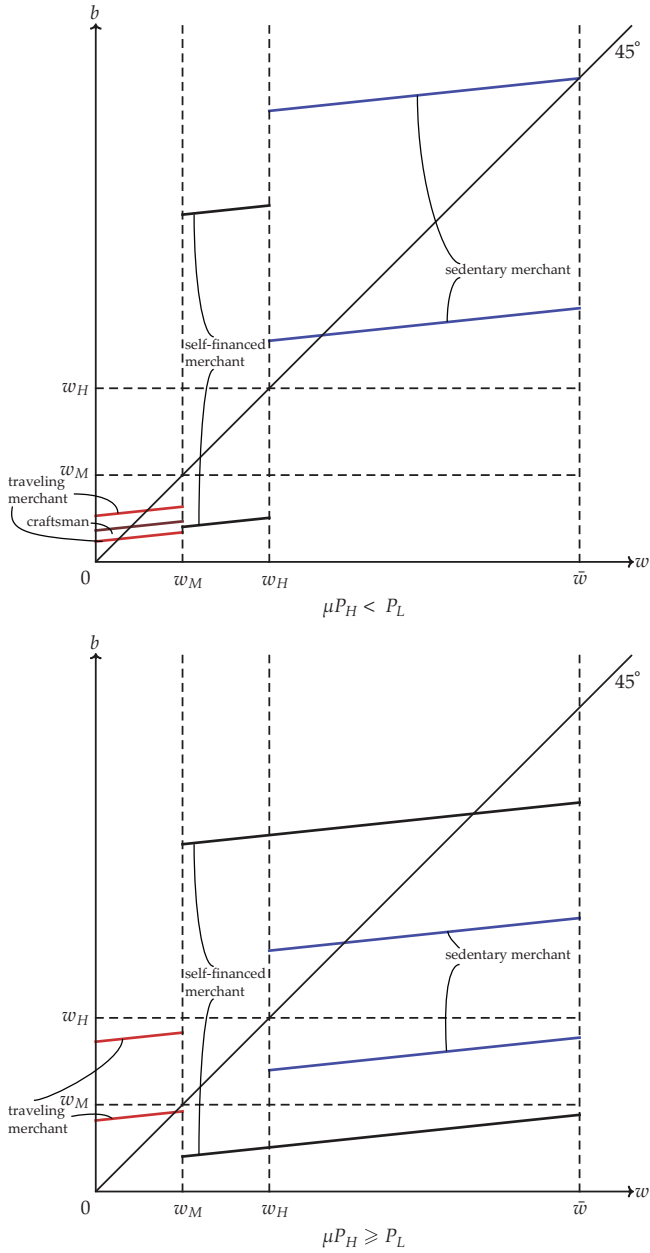 b
45°
sedentary merchant
self-financed
merchant
w_H
w_M
traveling
merchant
craftsman
0
w_M
w_H
w̄
w
μP_H < P_L
b
45°
sedentary merchant
self-financed
merchant
w_H
w_M
traveling
merchant
0
w_M
w_H
w̄
w
μP_H ⩾ P_L